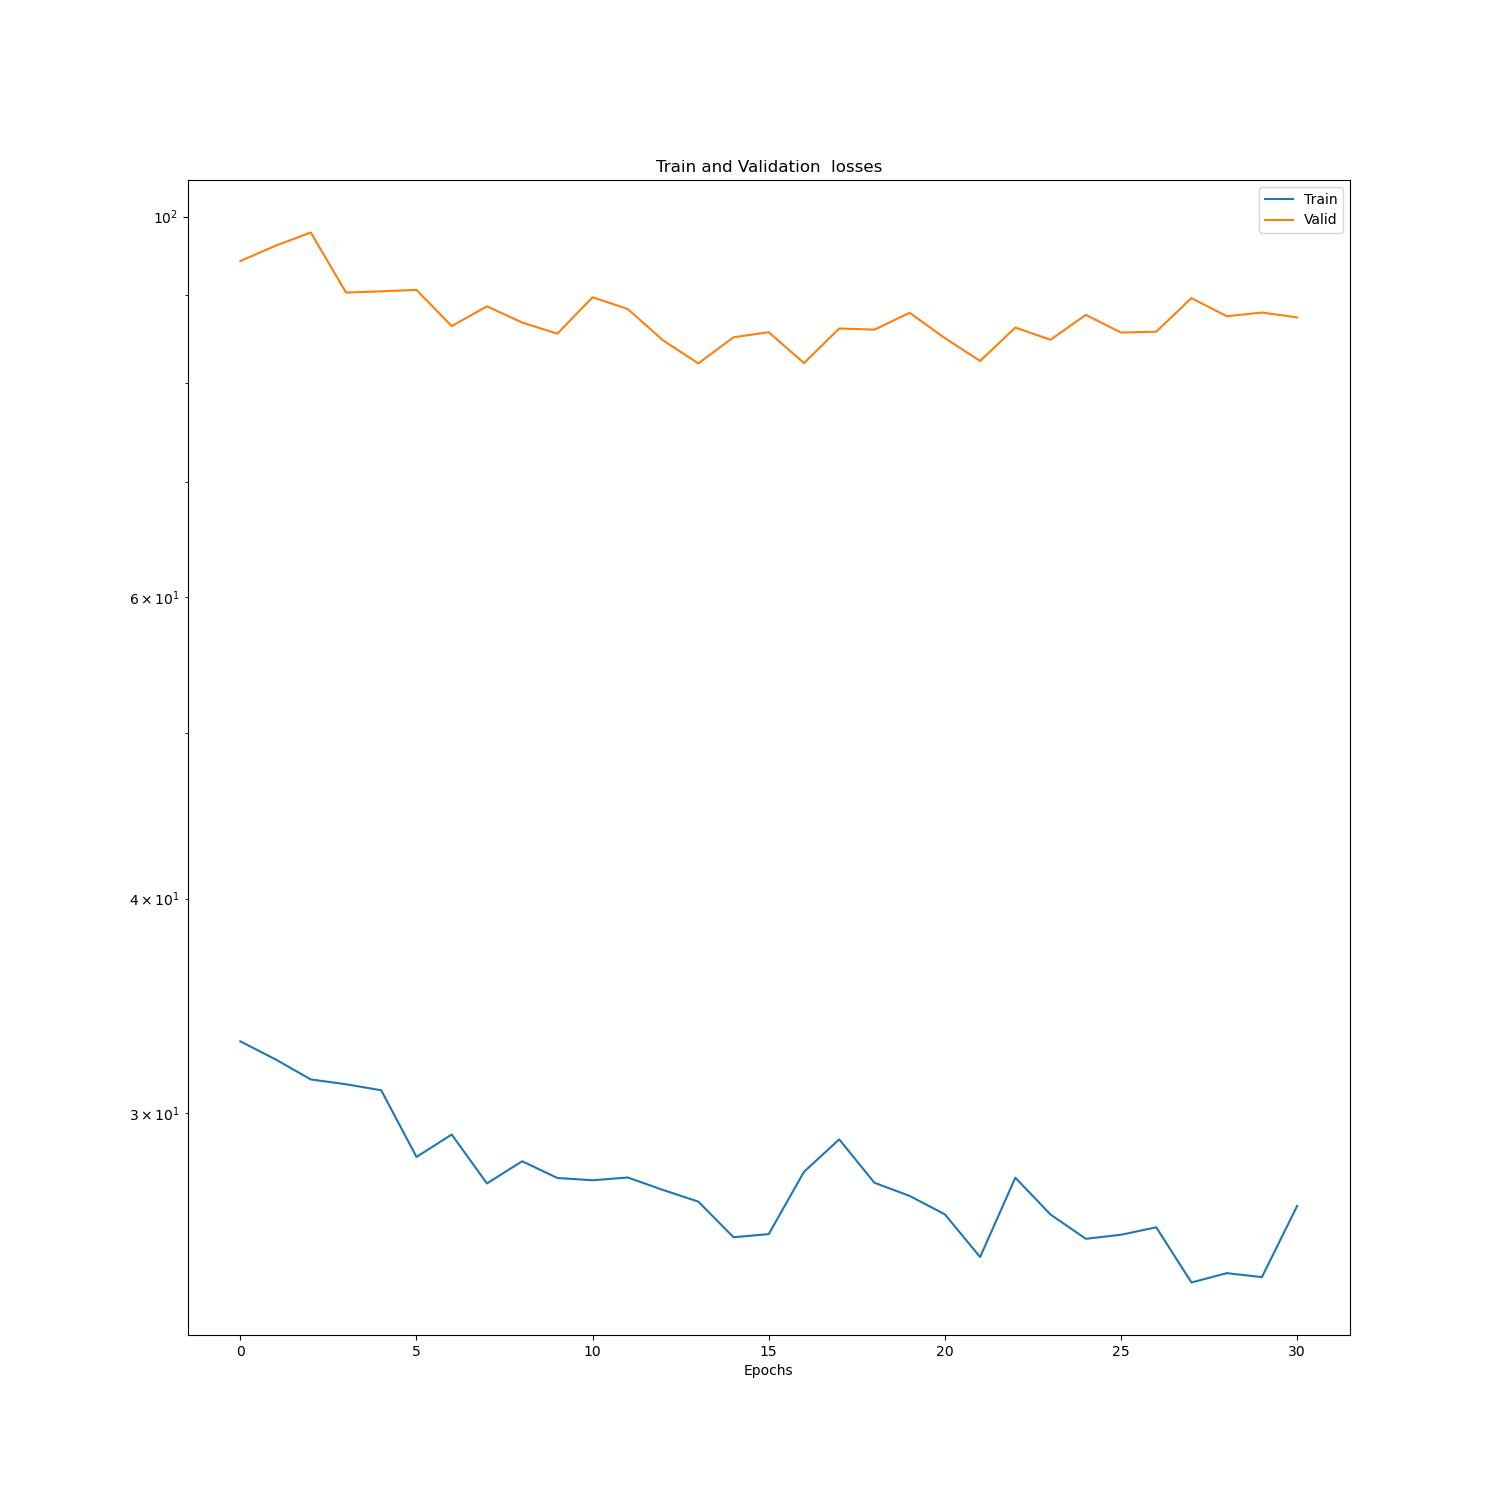 Train and Validation  losses
Train
Valid
10²
6 × 10¹
4 × 10¹
3 × 10¹
0 5 10 15 20 25 30
Epochs